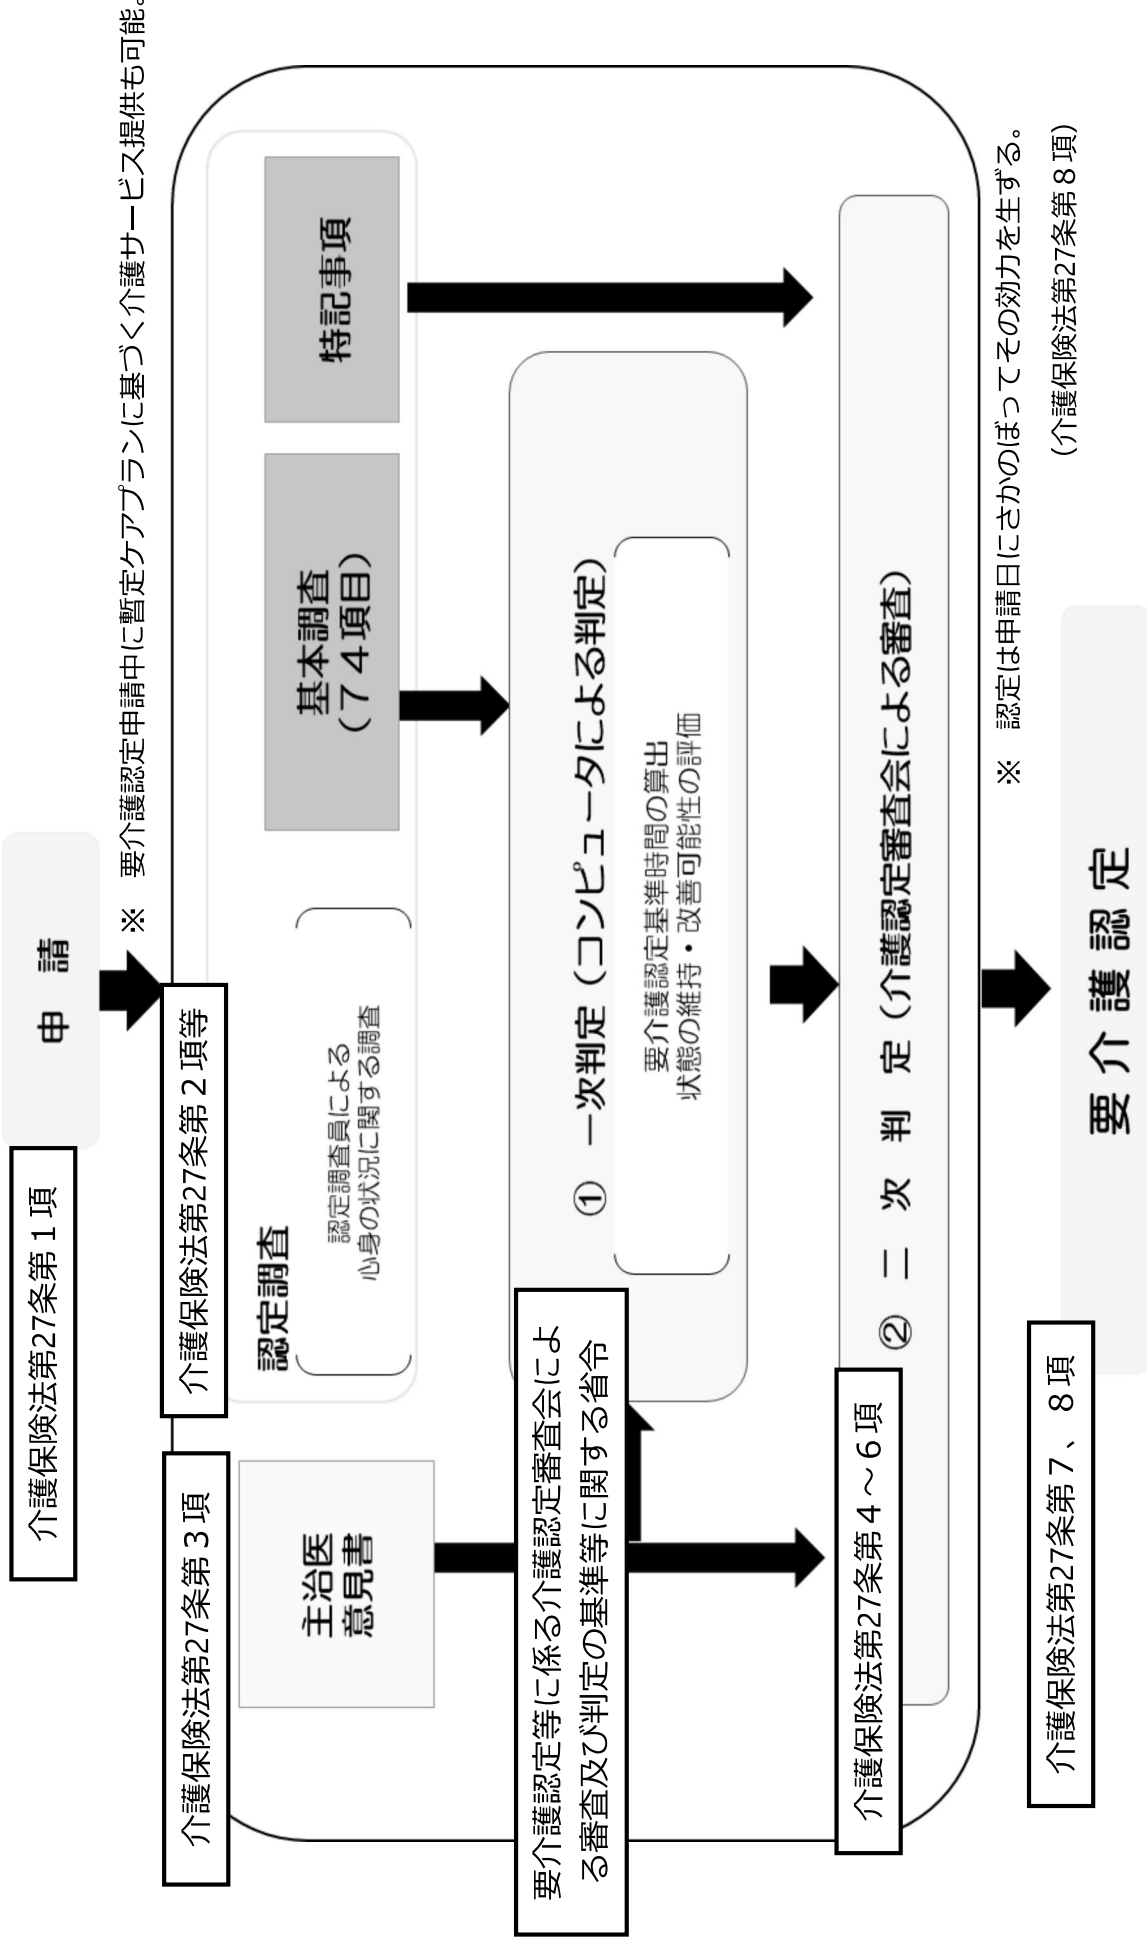 申　請
介護保険法第27条第１項
※　要介護認定申請中に暫定ケアプランに基づく介護サービス提供も可能。
介護保険法第27条第３項
介護保険法第27条第２項等
主治医
意見書
認定調査
認定調査員による
心身の状況に関する調査
基本調査
（７４項目）
特記事項
要介護認定等に係る介護認定審査会によ
る審査及び判定の基準等に関する省令
①　一次判定（コンピュータによる判定）
要介護認定基準時間の算出
状態の維持・改善可能性の評価
介護保険法第27条第４～６項
②　二　次　判　定（介護認定審査会による審査）
※　認定は申請日にさかのぼってその効力を生ずる。
（介護保険法第27条第８項）
介護保険法第27条第７、８項
要介護認定